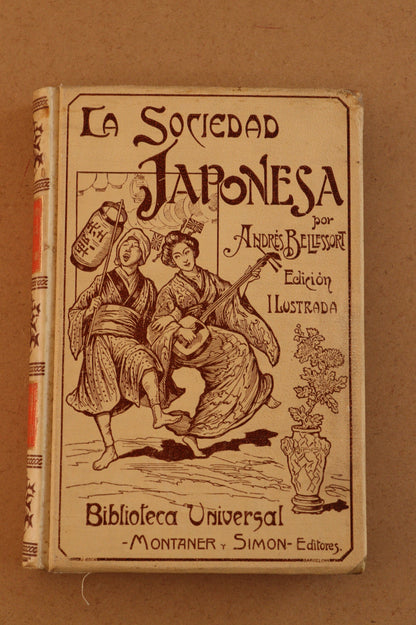 La Sociedad
Japonesa
por
Andrés Bellessort
Edición
Ilustrada
Biblioteca Universal
-Montaner y Simon- Editores.